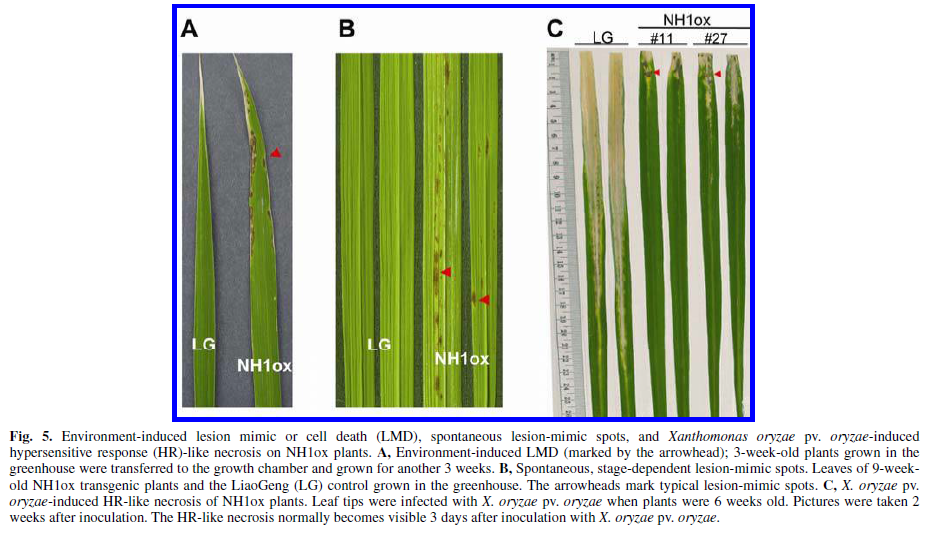 A
B
C
NH1ox
LG
#11
#27
LG
NH1ox
LG
NH1ox
Fig. 5. Environment-induced lesion mimic or cell death (LMD), spontaneous lesion-mimic spots, and Xanthomonas oryzae pv. oryzae-induced
hypersensitive response (HR)-like necrosis on NH1ox plants. A, Environment-induced LMD (marked by the arrowhead); 3-week-old plants grown in the
greenhouse were transferred to the growth chamber and grown for another 3 weeks. B, Spontaneous, stage-dependent lesion-mimic spots. Leaves of 9-week-
old NH1ox transgenic plants and the LiaoGeng (LG) control grown in the greenhouse. The arrowheads mark typical lesion-mimic spots. C, X. oryzae pv.
oryzae-induced HR-like necrosis of NH1ox plants. Leaf tips were infected with X. oryzae pv. oryzae when plants were 6 weeks old. Pictures were taken 2
weeks after inoculation. The HR-like necrosis normally becomes visible 3 days after inoculation with X. oryzae pv. oryzae.